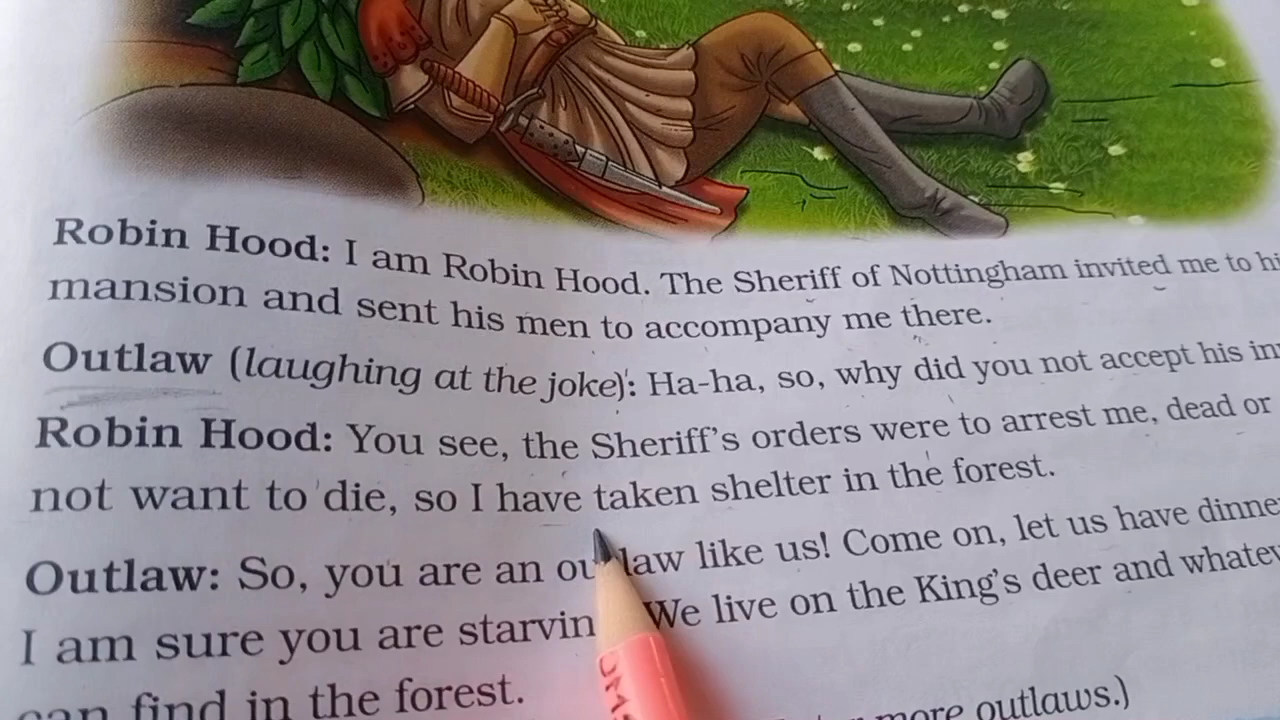 Robin Hood: I am Robin Hood. The Sheriff of Nottingham invited me to
mansion and sent his men to accompany me there.
Outlaw (laughing at the joke): Ha-ha, so, why did you not accept his
Robin Hood: You see, the Sheriff's orders were to arrest me, dead or
not want to die, so I have taken shelter in the forest.
Outlaw: So, you are an outlaw like us! Come on, let us have
I am sure you are We live on the King's deer and
can find in the forest.
more outlaws.)